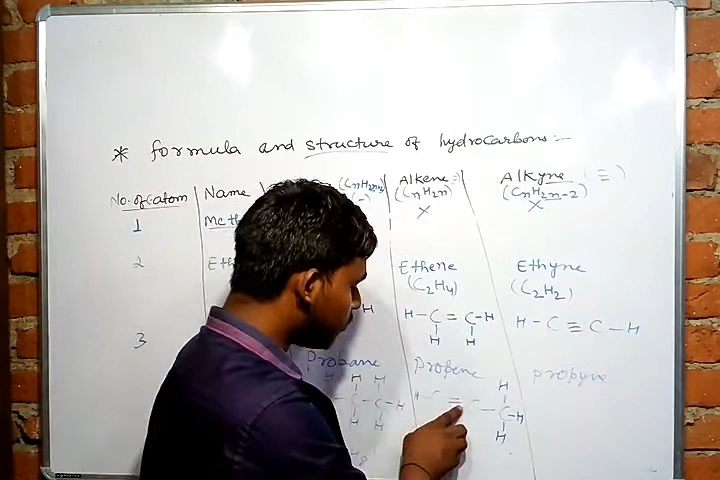 * Formula and structure of hydrocarbons:-
No. of C-atom Name (CnH2n+2) (-) Alkene (=) (CnH2n) Alkyne (≡) (CnH2n-2)
1 Meth × ×
2 Eth Ethene Ethyne
(C2H4) (C2H2)
H H-C=C-H H-C≡C-H
H H
3 Propane Propene Propyne
H H H
H-C = C-C-H
C-C-H
H H H
8